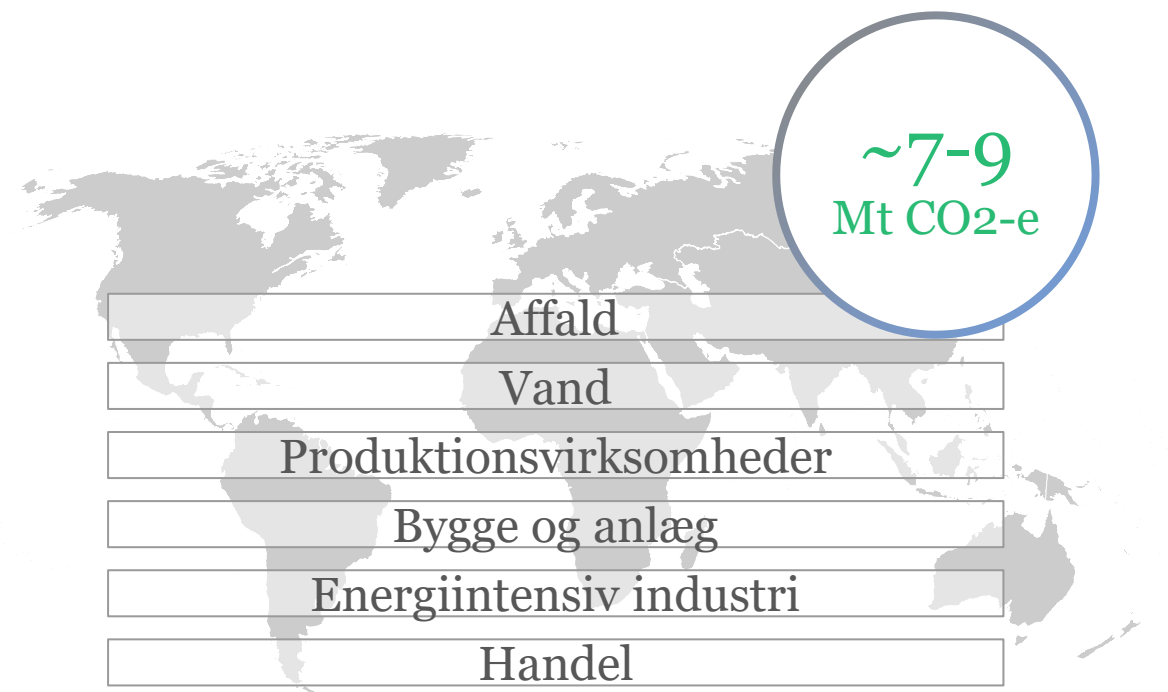 ~7-9
Mt CO2-e
Affald
Vand
Produktionsvirksomheder
Bygge og anlæg
Energiintensiv industri
Handel